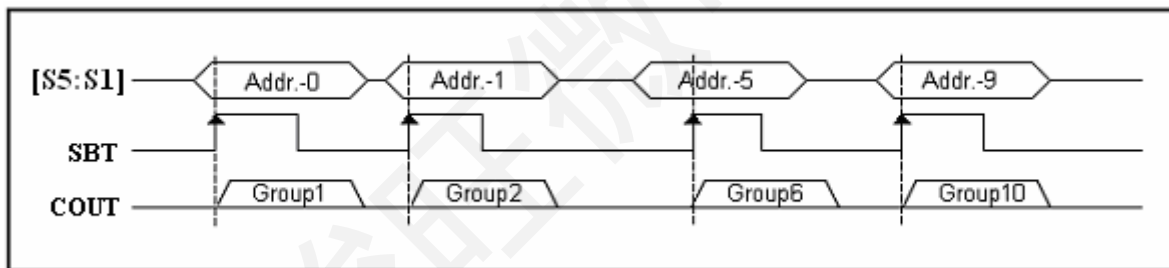 [S5:S1] Addr.-0 Addr.-1 Addr.-5 Addr.-9
SBT
COUT Group1 Group2 Group6 Group10